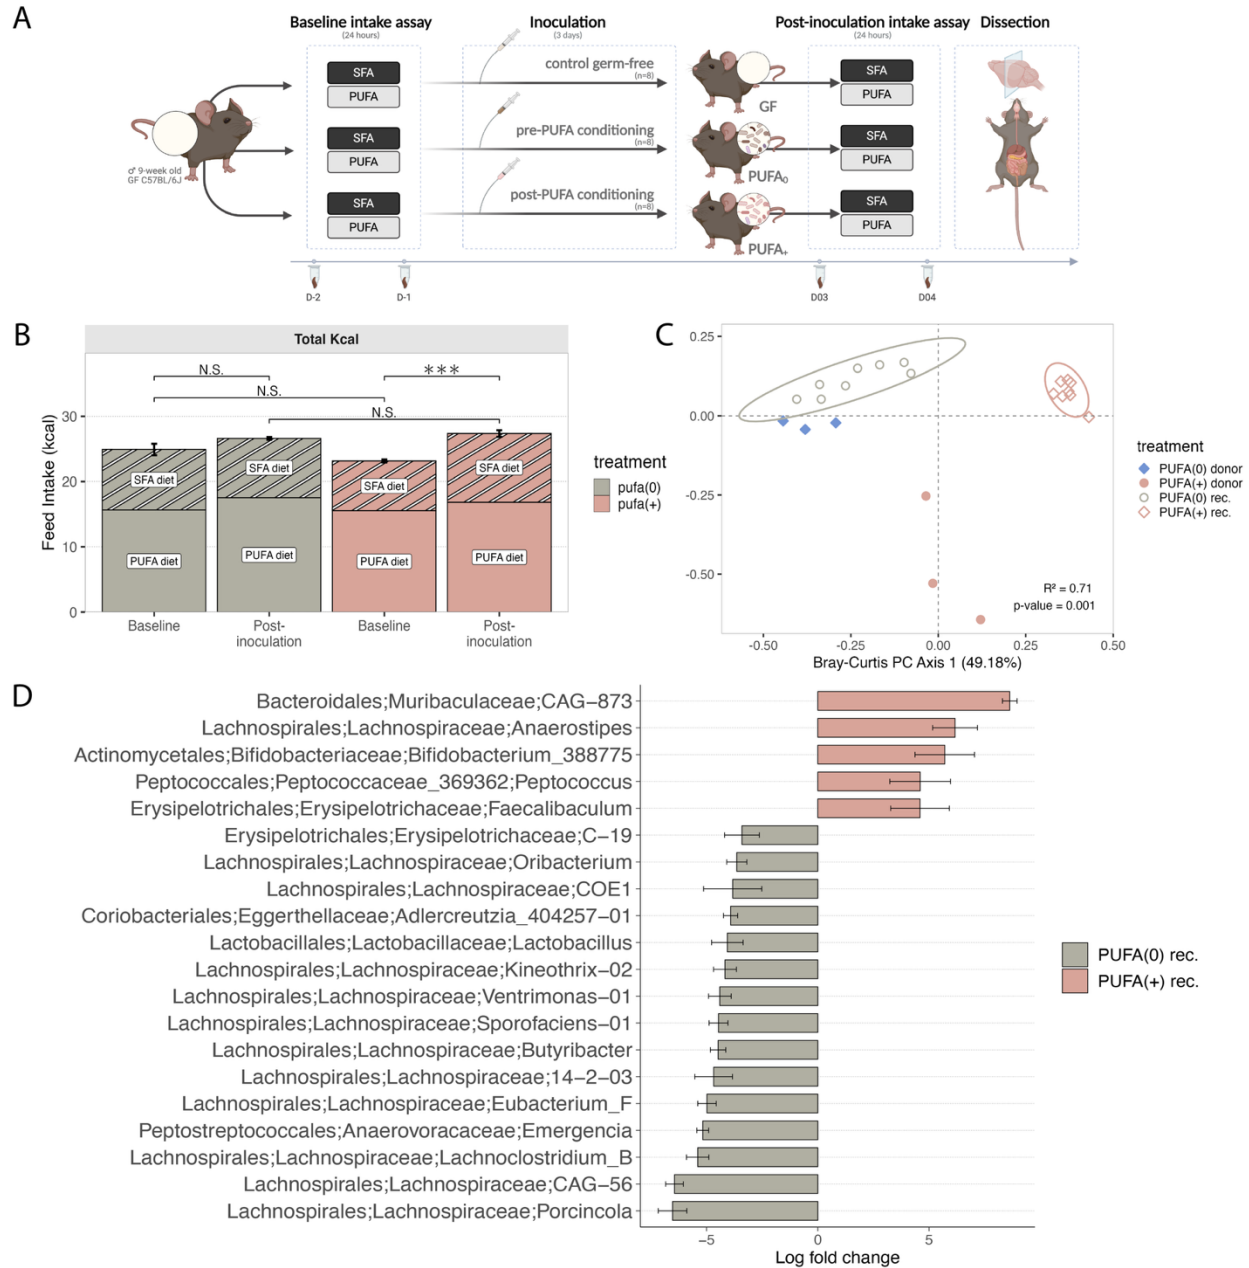 A
Baseline intake assay
(24 hours)
Inoculation
(3 days)
Post-inoculation intake assay
(24 hours)
Dissection
♂ 9-week old
GF C57BL/6J
SFA
PUFA
SFA
PUFA
SFA
PUFA
control germ-free
(n=8)
pre-PUFA conditioning
(n=8)
post-PUFA conditioning
(n=8)
GF
PUFA₀
PUFA₊
SFA
PUFA
SFA
PUFA
SFA
PUFA
D-2
D-1
D03
D04
B
Total Kcal
N.S.
***
N.S.
N.S.
Feed Intake (kcal)
30
20
10
0
SFA diet
PUFA diet
SFA diet
PUFA diet
SFA diet
PUFA diet
SFA diet
PUFA diet
Baseline
Post-
inoculation
Baseline
Post-
inoculation
treatment
pufa(0)
pufa(+)
C
0.25
0.00
-0.25
-0.50
R² = 0.71
p-value = 0.001
-0.50
-0.25
0.00
0.25
0.50
Bray-Curtis PC Axis 1 (49.18%)
treatment
PUFA(0) donor
PUFA(+) donor
PUFA(0) rec.
PUFA(+) rec.
D
Bacteroidales;Muribaculaceae;CAG−873
Lachnospirales;Lachnospiraceae;Anaerostipes
Actinomycetales;Bifidobacteriaceae;Bifidobacterium_388775
Peptococcales;Peptococcaceae_369362;Peptococcus
Erysipelotrichales;Erysipelotrichaceae;Faecalibaculum
Erysipelotrichales;Erysipelotrichaceae;C−19
Lachnospirales;Lachnospiraceae;Oribacterium
Lachnospirales;Lachnospiraceae;COE1
Coriobacteriales;Eggerthellaceae;Adlercreutzia_404257−01
Lactobacillales;Lactobacillaceae;Lactobacillus
Lachnospirales;Lachnospiraceae;Kineothrix−02
Lachnospirales;Lachnospiraceae;Ventrimonas−01
Lachnospirales;Lachnospiraceae;Sporofaciens−01
Lachnospirales;Lachnospiraceae;Butyribacter
Lachnospirales;Lachnospiraceae;14−2−03
Lachnospirales;Lachnospiraceae;Eubacterium_F
Peptostreptococcales;Anaerovoracaceae;Emergencia
Lachnospirales;Lachnospiraceae;Lachnoclostridium_B
Lachnospirales;Lachnospiraceae;CAG−56
Lachnospirales;Lachnospiraceae;Porcincola
−5
0
5
Log fold change
PUFA(0) rec.
PUFA(+) rec.